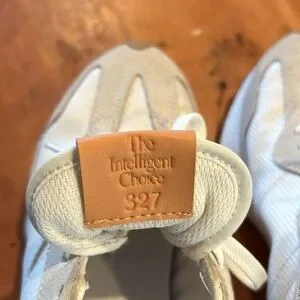 The
Intelligent
Choice
327